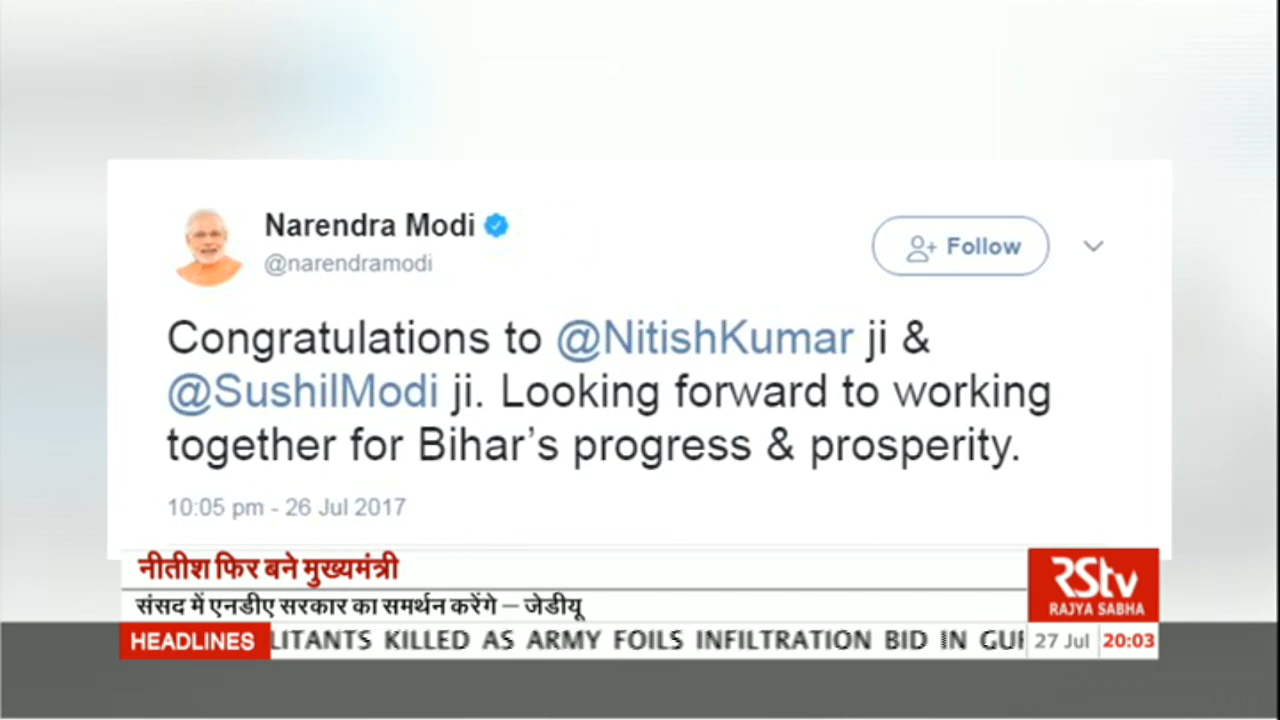 Narendra Modi
@narendramodi
Follow
Congratulations to @NitishKumar ji &
@SushilModi ji. Looking forward to working
together for Bihar's progress & prosperity.
10:05 pm - 26 Jul 2017
नीतीश फिर बने मुख्यमंत्री
संसद में एनडीए सरकार का समर्थन करेंगे – जेडीयू
RStv
RAJYA SABHA
HEADLINES LITANTS KILLED AS ARMY FOILS INFILTRATION BID IN GUR 27 Jul 20:03